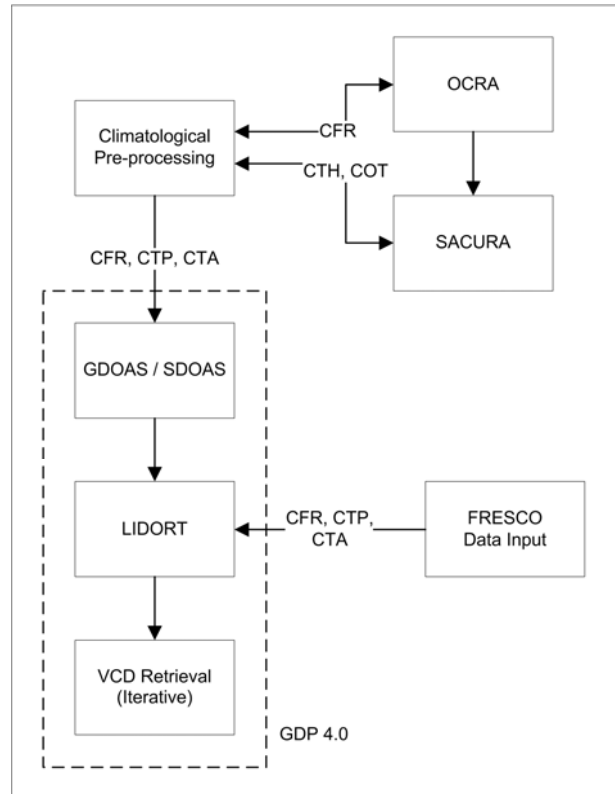 OCRA
Climatological
Pre-processing
CFR
CTH, COT
SACURA
CFR, CTP, CTA
GDOAS / SDOAS
LIDORT
CFR, CTP,
CTA
FRESCO
Data Input
VCD Retrieval
(Iterative)
GDP 4.0